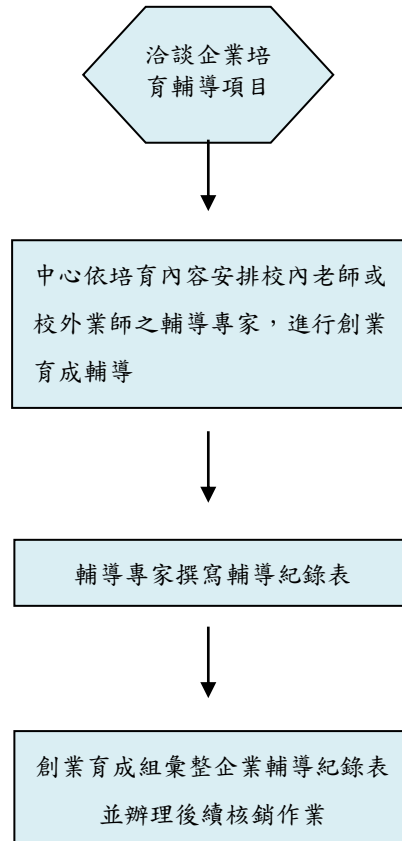 洽談企業培
育輔導項目
中心依培育內容安排校內老師或
校外業師之輔導專家，進行創業
育成輔導
輔導專家撰寫輔導紀錄表
創業育成組彙整企業輔導紀錄表
並辦理後續核銷作業